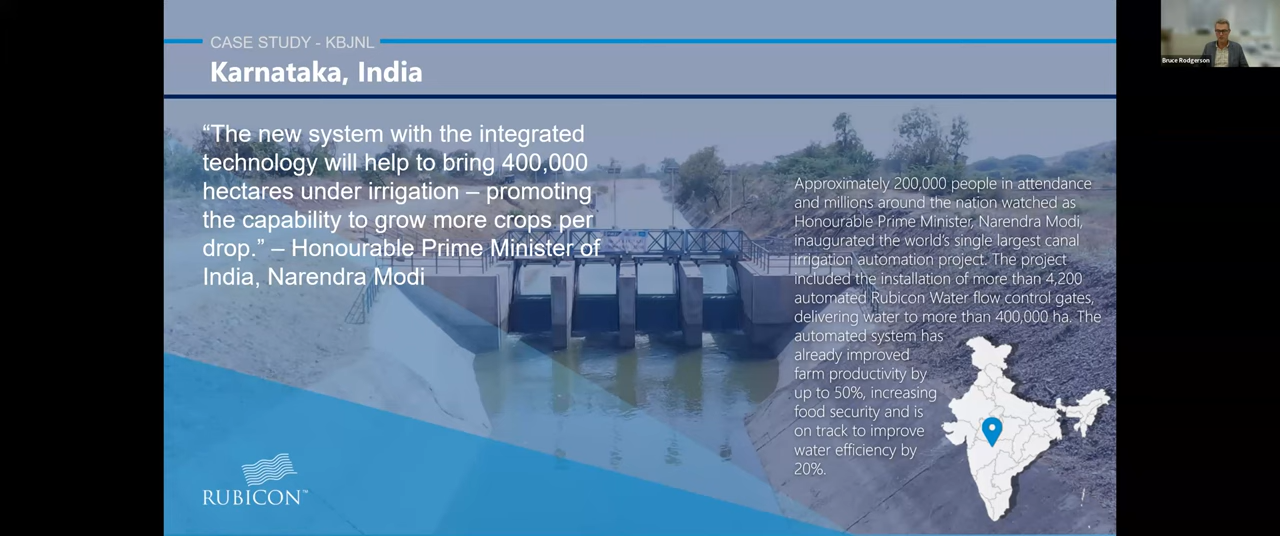 CASE STUDY - KBJNL
Karnataka, India
“The new system with the integrated
technology will help to bring 400,000
hectares under irrigation – promoting
the capability to grow more crops per
drop.” – Honourable Prime Minister of
India, Narendra Modi
Approximately 200,000 people in attendance
and millions around the nation watched as
Honourable Prime Minister, Narendra Modi,
inaugurated the world’s single largest canal
irrigation automation project. The project
included the installation of more than 4,200
automated Rubicon Water flow control gates,
delivering water to more than 400,000 ha. The
automated system has
already improved
farm productivity by
up to 50%, increasing
food security and is
on track to improve
water efficiency by
20%.
RUBICON™
Bruce Rodgerson